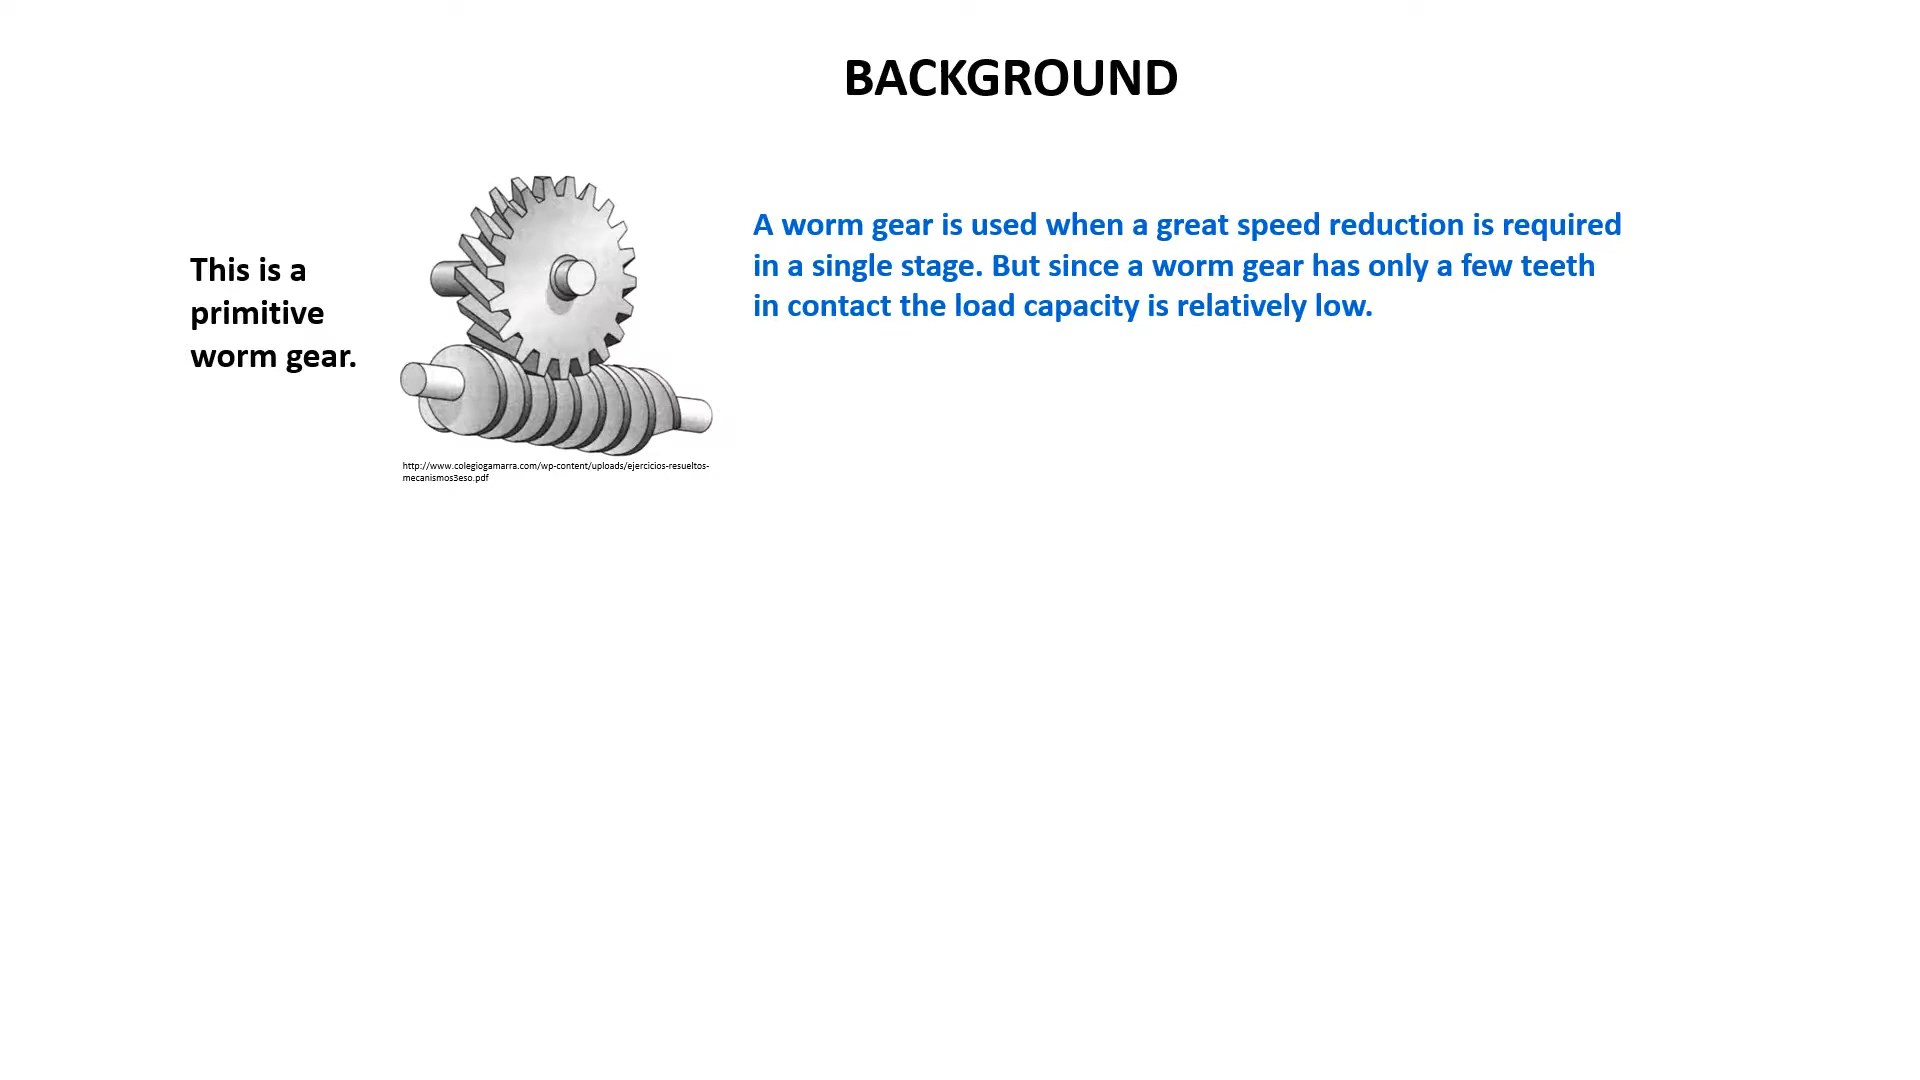 BACKGROUND
This is a
primitive
worm gear.
A worm gear is used when a great speed reduction is required
in a single stage. But since a worm gear has only a few teeth
in contact the load capacity is relatively low.
http://www.colegiogamarra.com/wp-content/uploads/ejercicios-resueltos-
mecanismos3eso.pdf